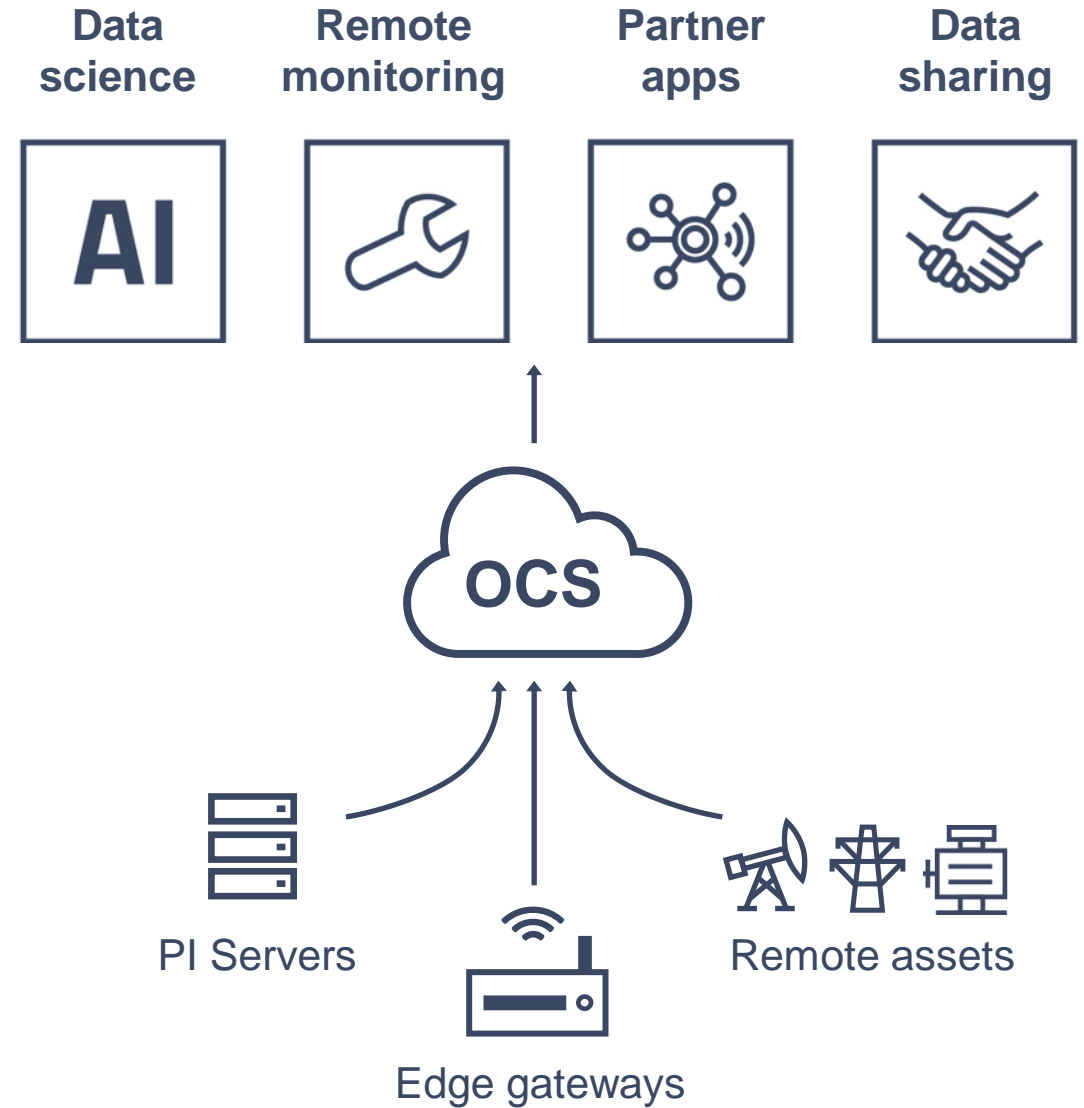 Data
science
Remote
monitoring
Partner
apps
Data
sharing
AI
OCS
PI Servers
Remote assets
Edge gateways